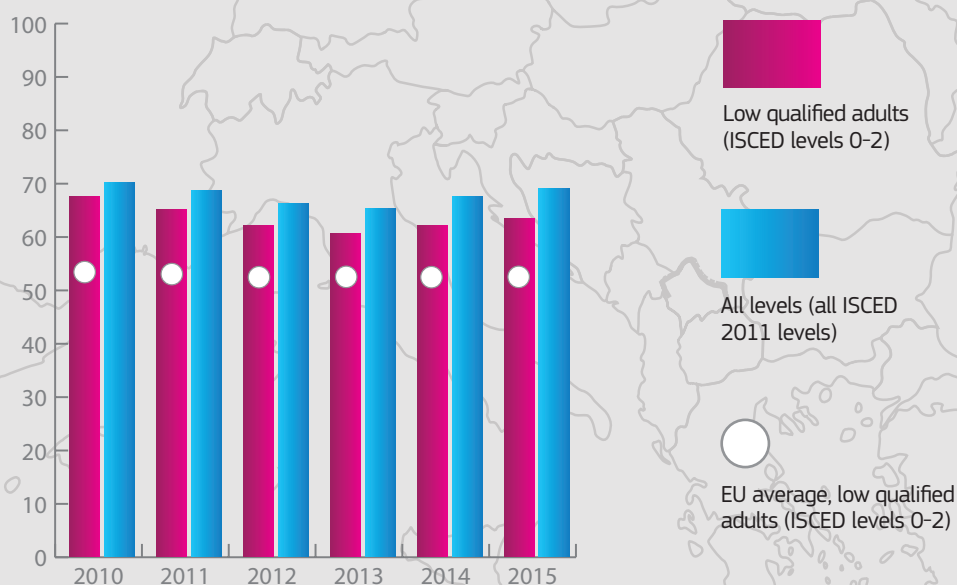 100
90
80
70
60
50
40
30
20
10
0
2010 2011 2012 2013 2014 2015
Low qualified adults
(ISCED levels 0-2)
All levels (all ISCED
2011 levels)
EU average, low qualified
adults (ISCED levels 0-2)